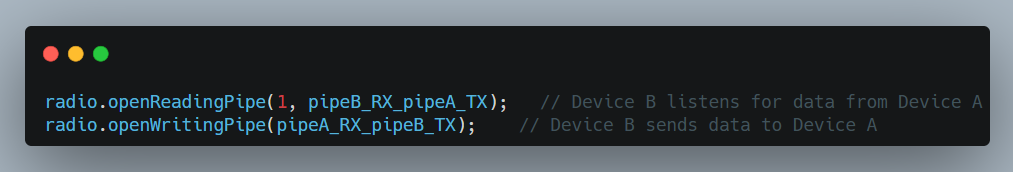 radio.openReadingPipe(1, pipeB_RX_pipeA_TX);   // Device B listens for data from Device A
radio.openWritingPipe(pipeA_RX_pipeB_TX);    // Device B sends data to Device A